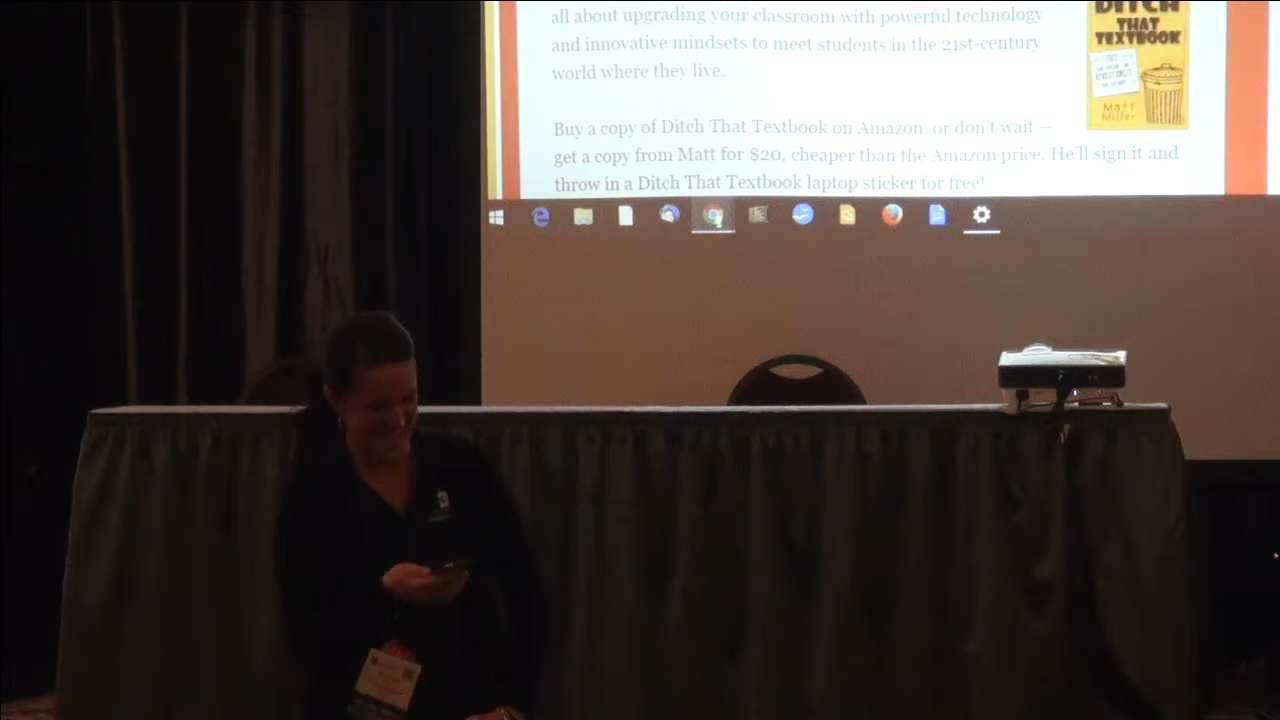 all about upgrading your classroom with powerful technology
and innovative mindsets to meet students in the 21st-century
world where they live.
Buy a copy of Ditch That Textbook on Amazon, or don't wait —
get a copy from Matt for $20, cheaper than the Amazon price. He'll sign it and
throw in a Ditch That Textbook laptop sticker for free!
DITCH
THAT
TEXTBOOK
FREE
Matt
Miller